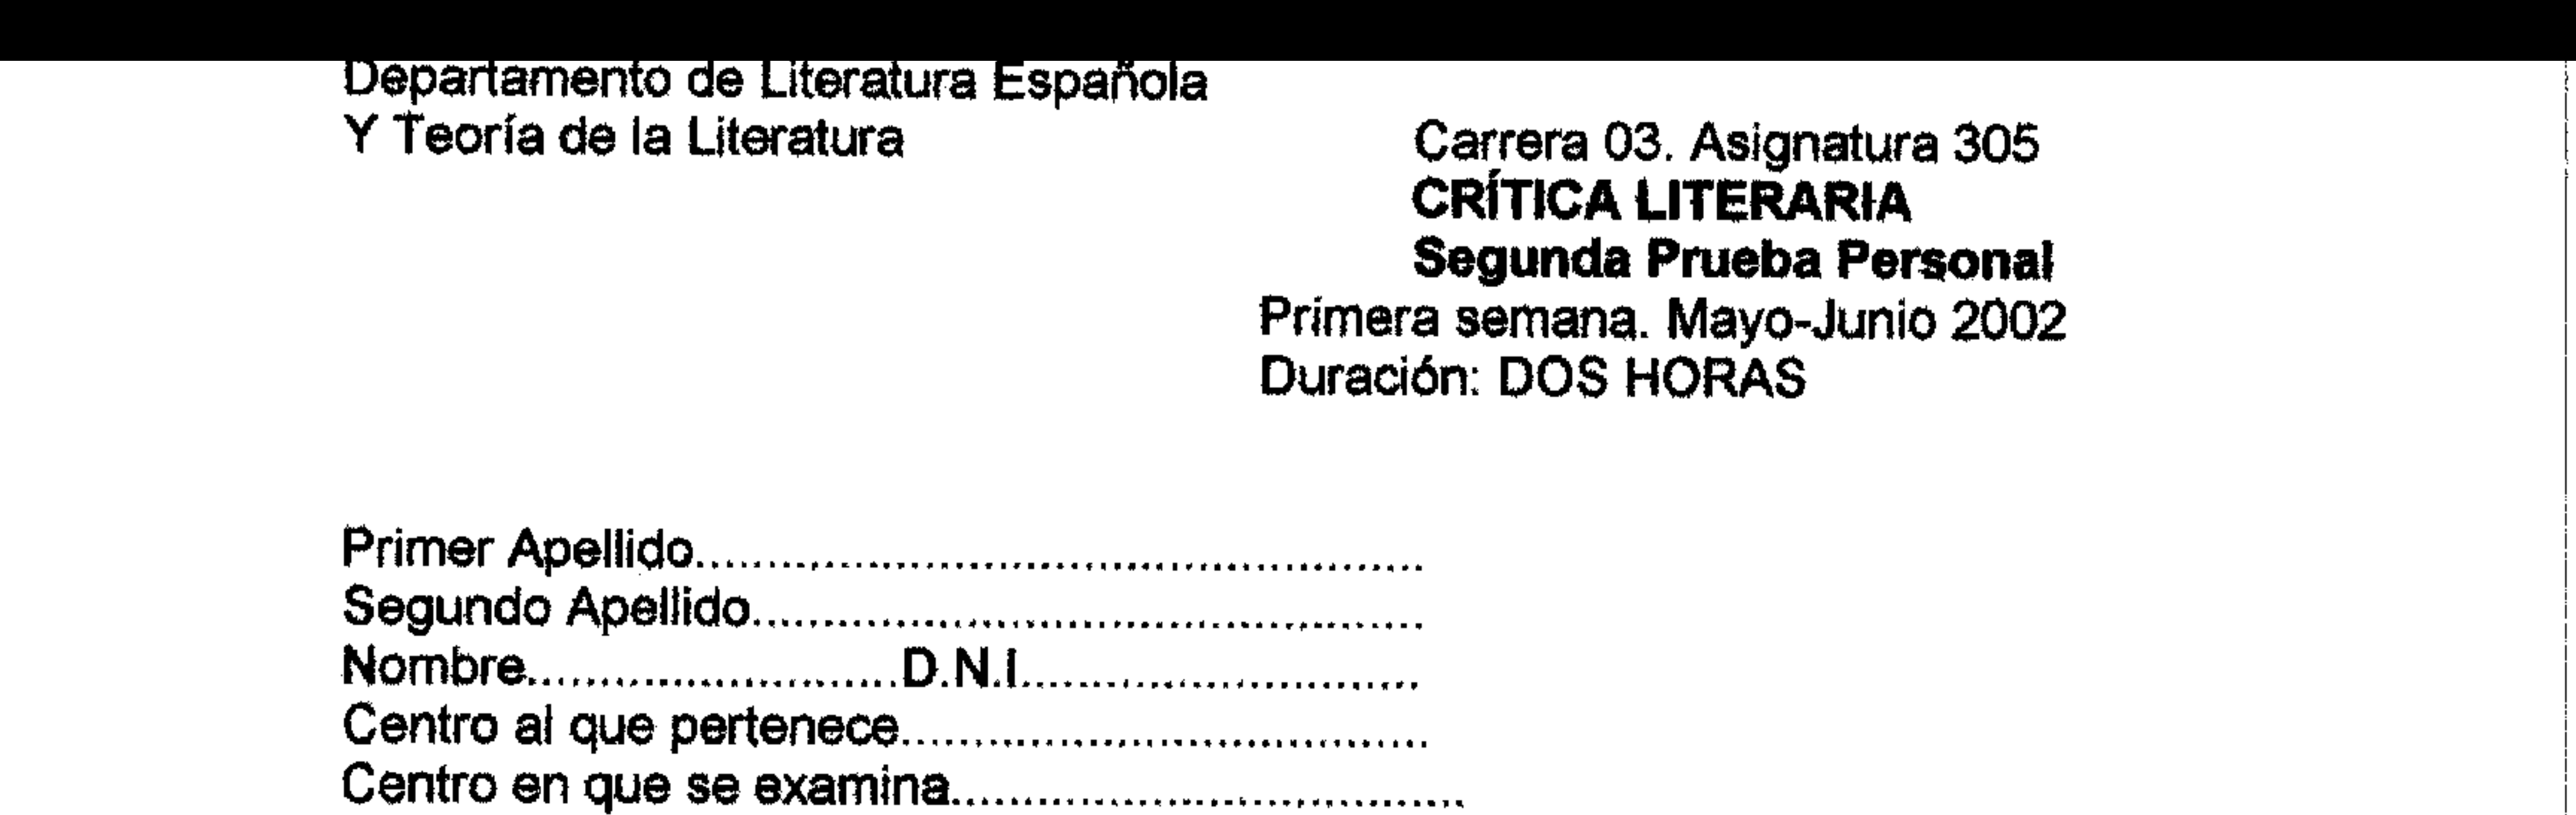 Departamento de Literatura Española
Y Teoría de la Literatura
Carrera 03. Asignatura 305
CRÍTICA LITERARIA
Segunda Prueba Personal
Primera semana. Mayo-Junio 2002
Duración: DOS HORAS
Primer Apellido..................................................
Segundo Apellido..............................................
Nombre.........................D.N.I...........................
Centro al que pertenece....................................
Centro en que se examina...................................